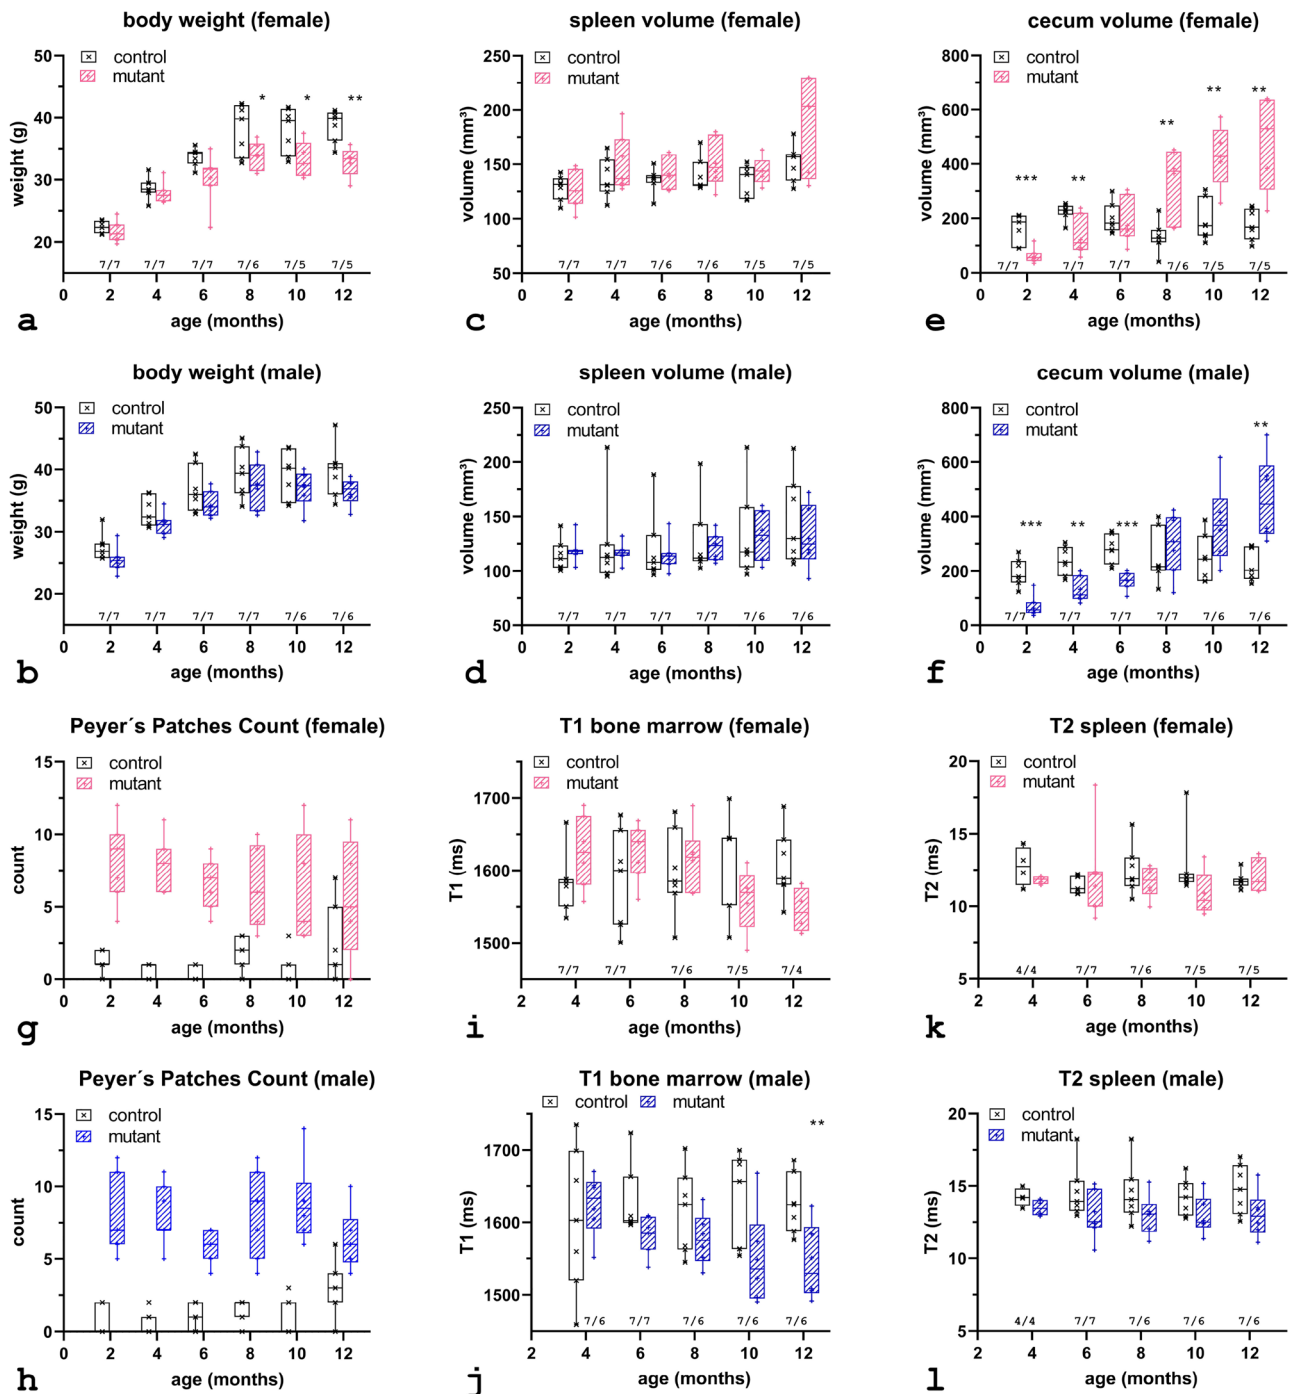 body weight (female)
control
mutant
* * **
weight (g)
50
40
30
20
7/7 7/7 7/7 7/6 7/5 7/5
0 2 4 6 8 10 12
age (months)
a
spleen volume (female)
control
mutant
volume (mm³)
250
200
150
100
50
7/7 7/7 7/6 7/6 7/5 7/5
0 2 4 6 8 10 12
age (months)
c
cecum volume (female)
control
mutant
*** ** ** ** **
volume (mm³)
800
600
400
200
0
7/7 7/7 7/7 7/6 7/5 7/5
0 2 4 6 8 10 12
age (months)
e
body weight (male)
control
mutant
weight (g)
50
40
30
20
7/7 7/7 7/7 7/7 7/6 7/6
0 2 4 6 8 10 12
age (months)
b
spleen volume (male)
control
mutant
volume (mm³)
250
200
150
100
50
7/7 7/7 7/7 7/7 7/6 7/6
0 2 4 6 8 10 12
age (months)
d
cecum volume (male)
control
mutant
*** ** *** **
volume (mm³)
800
600
400
200
0
7/7 7/7 7/7 7/7 7/6 7/6
0 2 4 6 8 10 12
age (months)
f
Peyer´s Patches Count (female)
control
mutant
count
15
10
5
0
0 2 4 6 8 10 12
age (months)
g
T1 bone marrow (female)
control
mutant
T1 (ms)
1700
1600
1500
7/7 7/7 7/6 7/5 7/4
2 4 6 8 10 12
age (months)
i
T2 spleen (female)
control
mutant
T2 (ms)
20
15
10
5
4/4 7/7 7/6 7/5 7/5
2 4 6 8 10 12
age (months)
k
Peyer´s Patches Count (male)
control
mutant
count
15
10
5
0
0 2 4 6 8 10 12
age (months)
h
T1 bone marrow (male)
control mutant
**
T1 (ms)
1700
1600
1500
7/6 7/7 7/6 7/6 7/6
2 4 6 8 10 12
age (months)
j
T2 spleen (male)
control
mutant
T2 (ms)
20
15
10
5
4/4 7/7 7/6 7/6 7/6
2 4 6 8 10 12
age (months)
l